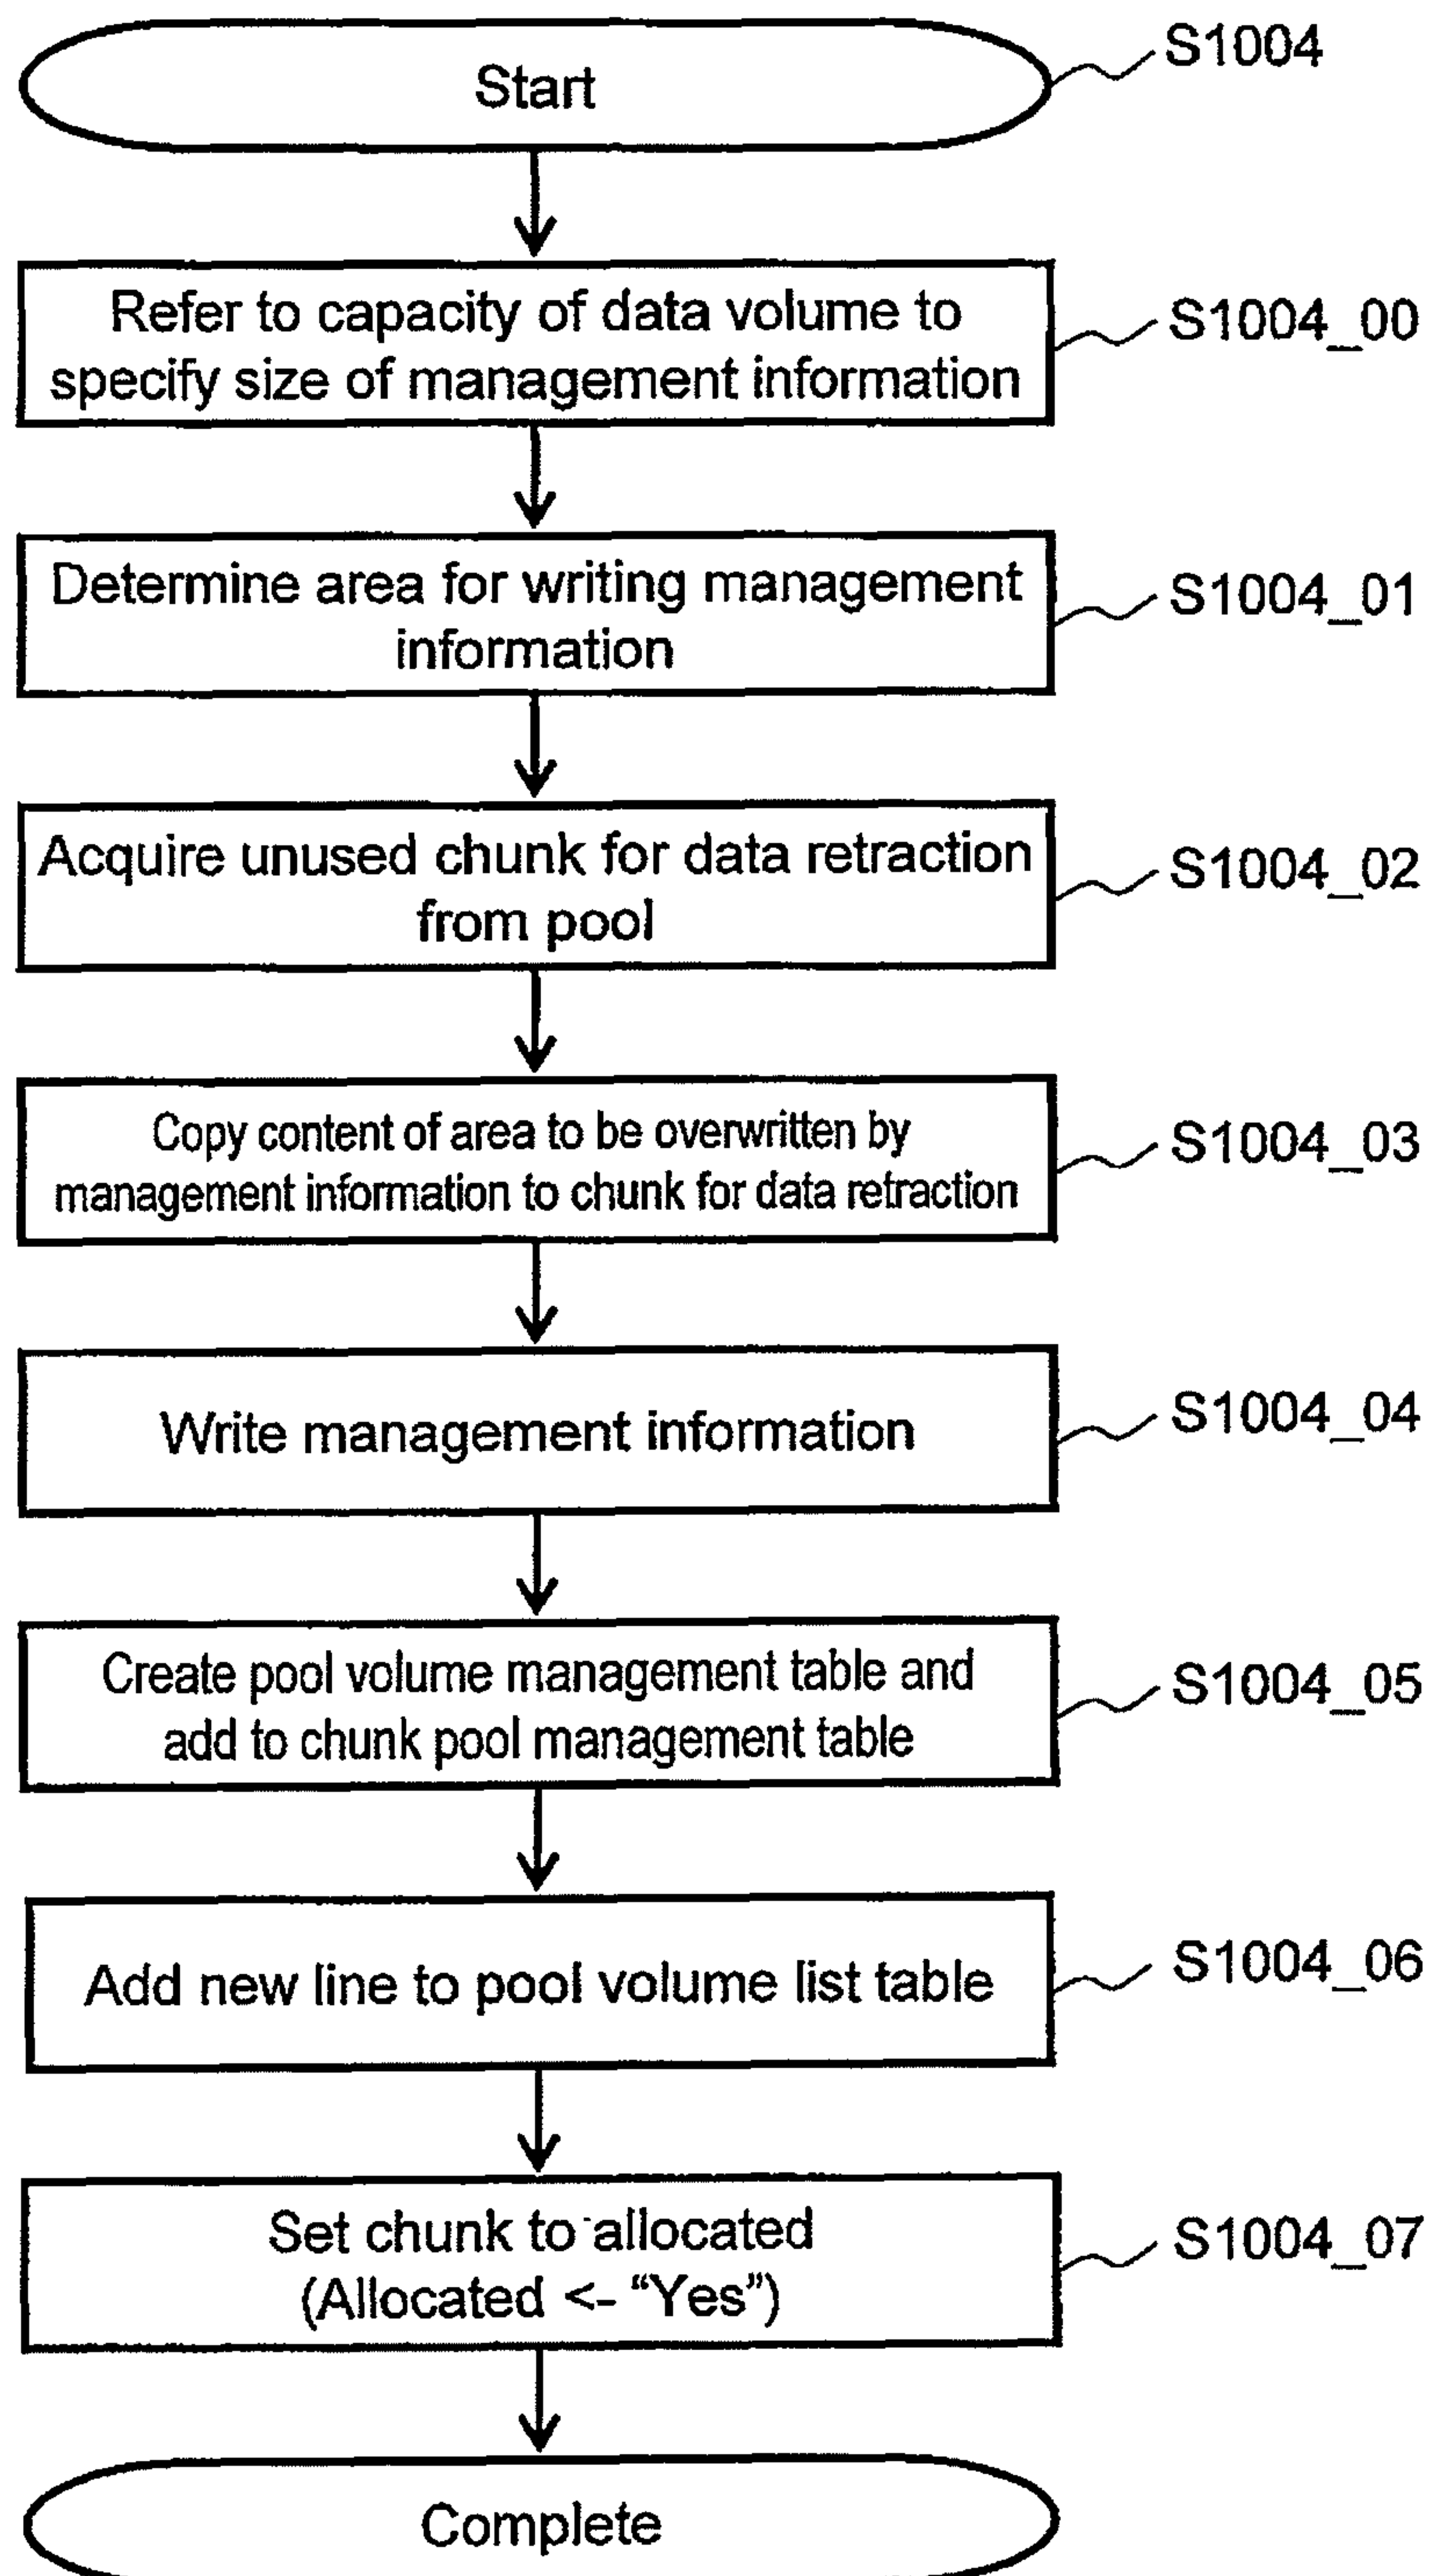 Start
S1004
Refer to capacity of data volume to
specify size of management information
S1004_00
Determine area for writing management
information
S1004_01
Acquire unused chunk for data retraction
from pool
S1004_02
Copy content of area to be overwritten by
management information to chunk for data retraction
S1004_03
Write management information
S1004_04
Create pool volume management table and
add to chunk pool management table
S1004_05
Add new line to pool volume list table
S1004_06
Set chunk to allocated
(Allocated <- “Yes”)
S1004_07
Complete